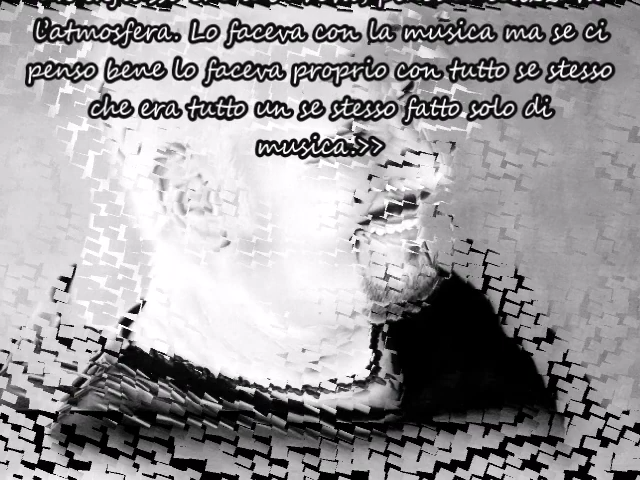 l'atmosfera. Lo faceva con la musica ma se ci
penso bene lo faceva proprio con tutto se stesso
che era tutto un se stesso fatto solo di
musica.>>